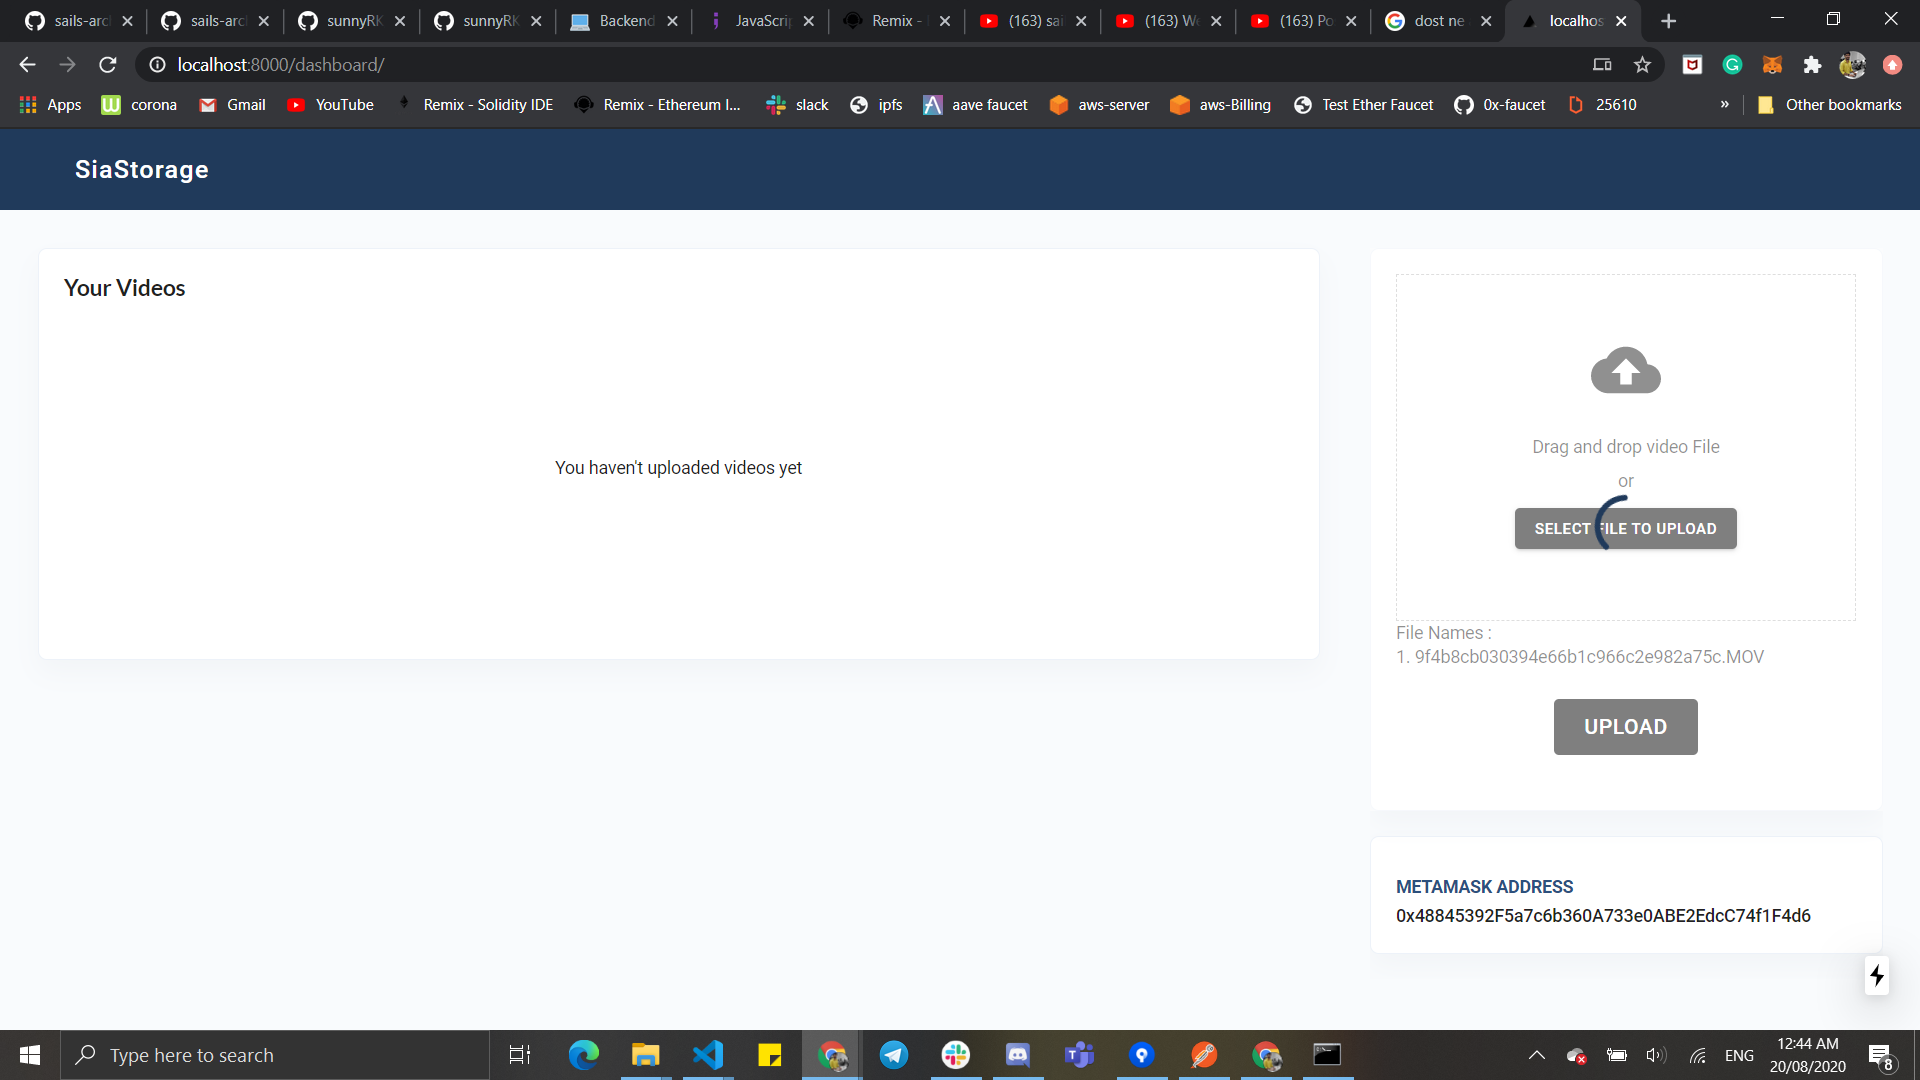 sails-arc
sails-arc
sunnyRK
sunnyRK
Backend
JavaScrip
Remix -
(163) sai
(163) We
(163) Po
dost ne
localhos
localhost:8000/dashboard/
Apps
corona
Gmail
YouTube
Remix - Solidity IDE
Remix - Ethereum I...
slack
ipfs
aave faucet
aws-server
aws-Billing
Test Ether Faucet
0x-faucet
25610
»
Other bookmarks
SiaStorage
Your Videos
You haven't uploaded videos yet
Drag and drop video File
or
SELECT FILE TO UPLOAD
File Names :
1. 9f4b8cb030394e66b1c966c2e982a75c.MOV
UPLOAD
METAMASK ADDRESS
0x48845392F5a7c6b360A733e0ABE2EdcC74f1F4d6
Type here to search
ENG
12:44 AM
20/08/2020
8